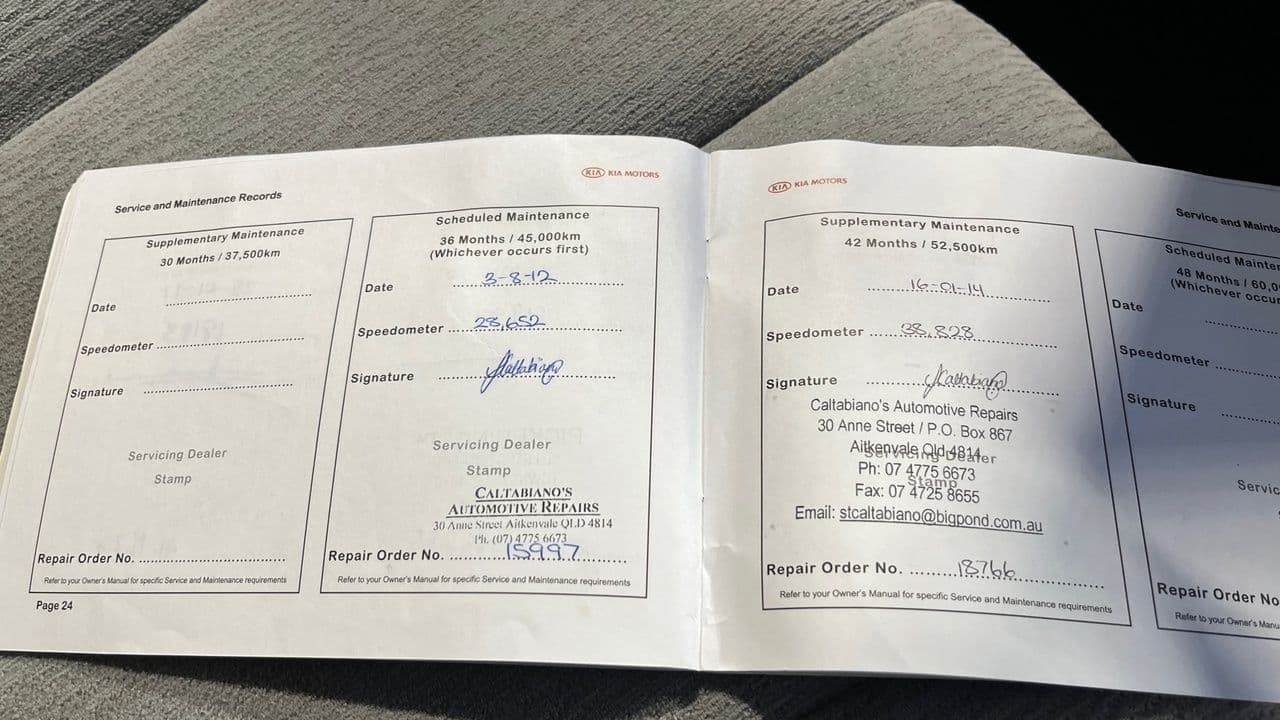 KIA KIA MOTORS
Service and Maintenance Records
Supplementary Maintenance
30 Months / 37,500km
Date
Speedometer
Signature
Servicing Dealer
Stamp
Repair Order No.
Refer to your Owner's Manual for specific Service and Maintenance requirements
Page 24
Scheduled Maintenance
36 Months / 45,000km
(Whichever occurs first)
Date 3-8-12
Speedometer 28,652
Signature Caltabiano
Servicing Dealer
Stamp
CALTABIANO'S
AUTOMOTIVE REPAIRS
30 Anne Street Aitkenvale QLD 4814
Ph. (07) 4775 6673
Repair Order No. 15997
Refer to your Owner's Manual for specific Service and Maintenance requirements
KIA KIA MOTORS
Supplementary Maintenance
42 Months / 52,500km
Date 16-01-14
Speedometer 38,828
Signature Caltabiano
Caltabiano's Automotive Repairs
30 Anne Street / P.O. Box 867
Aitkenvale Qld 4814
Servicing Dealer
Ph: 07 4775 6673
Stamp
Fax: 07 4725 8655
Email: stcaltabiano@bigpond.com.au
Repair Order No. 18766
Refer to your Owner's Manual for specific Service and Maintenance requirements
Service and Mainte
Scheduled Mainten
48 Months / 60,0
(Whichever occur
Date
Speedometer
Signature
Servic
Repair Order No
Refer to your Owner's Manu